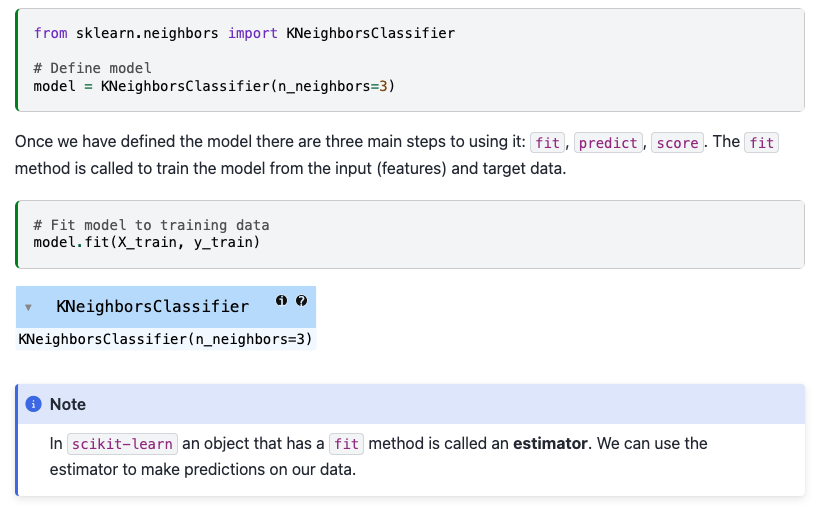 from sklearn.neighbors import KNeighborsClassifier
# Define model
model = KNeighborsClassifier(n_neighbors=3)
Once we have defined the model there are three main steps to using it: fit, predict, score. The fit
method is called to train the model from the input (features) and target data.
# Fit model to training data
model.fit(X_train, y_train)
▼ KNeighborsClassifier i ?
KNeighborsClassifier(n_neighbors=3)
i Note
In scikit-learn an object that has a fit method is called an estimator. We can use the
estimator to make predictions on our data.